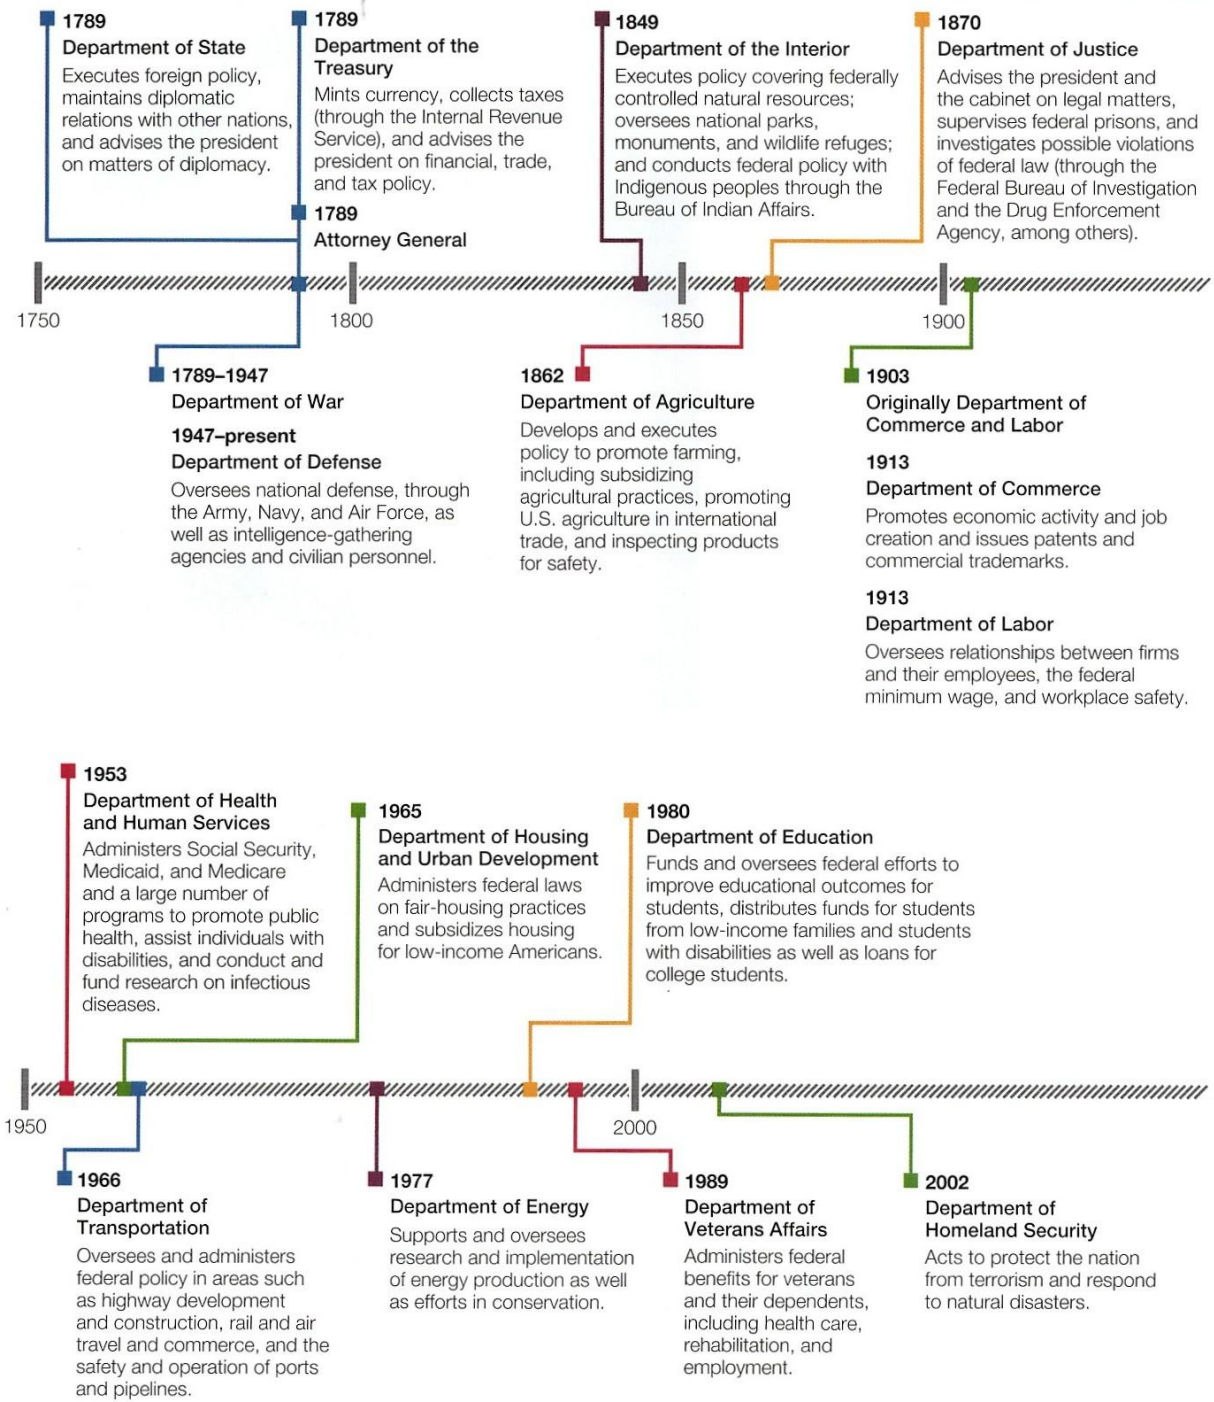 1789
Department of State
Executes foreign policy,
maintains diplomatic
relations with other nations,
and advises the president
on matters of diplomacy.
1789
Department of the
Treasury
Mints currency, collects taxes
(through the Internal Revenue
Service), and advises the
president on financial, trade,
and tax policy.
1789
Attorney General
1849
Department of the Interior
Executes policy covering federally
controlled natural resources;
oversees national parks,
monuments, and wildlife refuges;
and conducts federal policy with
Indigenous peoples through the
Bureau of Indian Affairs.
1870
Department of Justice
Advises the president and
the cabinet on legal matters,
supervises federal prisons, and
investigates possible violations
of federal law (through the
Federal Bureau of Investigation
and the Drug Enforcement
Agency, among others).
1750
1800
1850
1900
1789–1947
Department of War
1947–present
Department of Defense
Oversees national defense, through
the Army, Navy, and Air Force, as
well as intelligence-gathering
agencies and civilian personnel.
1862
Department of Agriculture
Develops and executes
policy to promote farming,
including subsidizing
agricultural practices, promoting
U.S. agriculture in international
trade, and inspecting products
for safety.
1903
Originally Department of
Commerce and Labor
1913
Department of Commerce
Promotes economic activity and job
creation and issues patents and
commercial trademarks.
1913
Department of Labor
Oversees relationships between firms
and their employees, the federal
minimum wage, and workplace safety.
1953
Department of Health
and Human Services
Administers Social Security,
Medicaid, and Medicare
and a large number of
programs to promote public
health, assist individuals with
disabilities, and conduct and
fund research on infectious
diseases.
1965
Department of Housing
and Urban Development
Administers federal laws
on fair-housing practices
and subsidizes housing
for low-income Americans.
1980
Department of Education
Funds and oversees federal efforts to
improve educational outcomes for
students, distributes funds for students
from low-income families and students
with disabilities as well as loans for
college students.
1950
2000
1966
Department of
Transportation
Oversees and administers
federal policy in areas such
as highway development
and construction, rail and air
travel and commerce, and the
safety and operation of ports
and pipelines.
1977
Department of Energy
Supports and oversees
research and implementation
of energy production as well
as efforts in conservation.
1989
Department of
Veterans Affairs
Administers federal
benefits for veterans
and their dependents,
including health care,
rehabilitation, and
employment.
2002
Department of
Homeland Security
Acts to protect the nation
from terrorism and respond
to natural disasters.